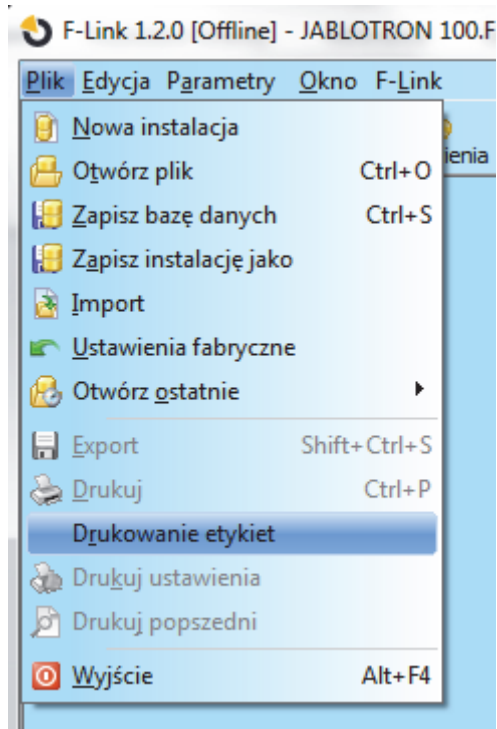 F-Link 1.2.0 [Offline] - JABLOTRON 100.F
Plik Edycja Parametry Okno F-Link
ienia
Nowa instalacja
Otwórz plik Ctrl+O
Zapisz bazę danych Ctrl+S
Zapisz instalację jako
Import
Ustawienia fabryczne
Otwórz ostatnie
Export Shift+Ctrl+S
Drukuj Ctrl+P
Drukowanie etykiet
Drukuj ustawienia
Drukuj popszedni
Wyjście Alt+F4